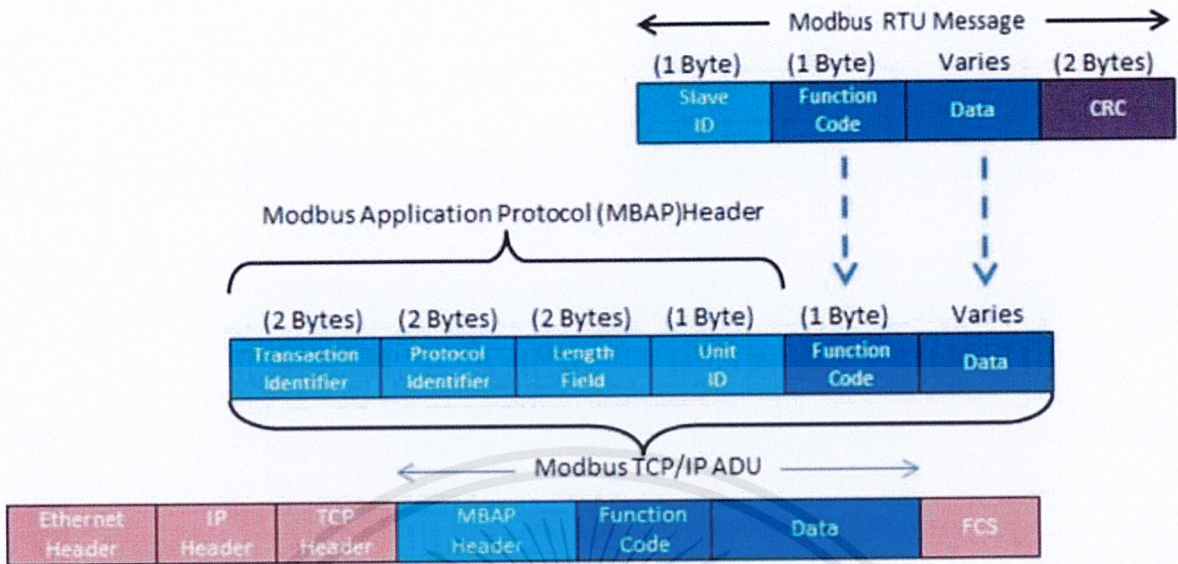 Modbus RTU Message
(1 Byte) (1 Byte) Varies (2 Bytes)
Slave ID Function Code Data CRC
Modbus Application Protocol (MBAP)Header
(2 Bytes) (2 Bytes) (2 Bytes) (1 Byte) (1 Byte) Varies
Transaction Identifier Protocol Identifier Length Field Unit ID Function Code Data
Modbus TCP/IP ADU
Ethernet Header IP Header TCP Header MBAP Header Function Code Data FCS